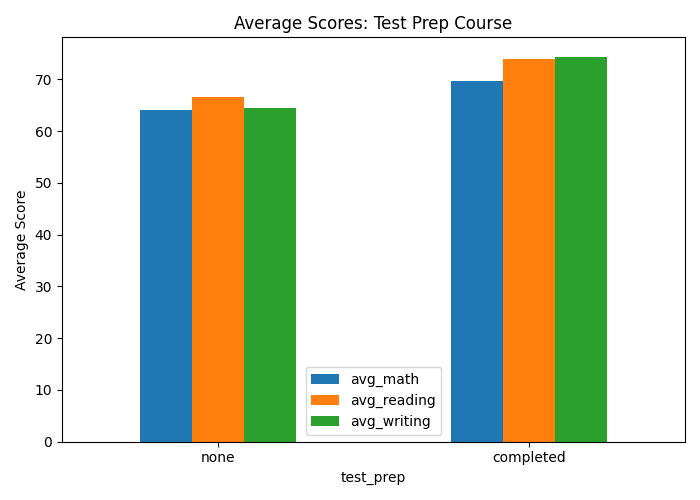 Average Scores: Test Prep Course
Average Score
70
60
50
40
30
20
10
0
avg_math
avg_reading
avg_writing
none
completed
test_prep